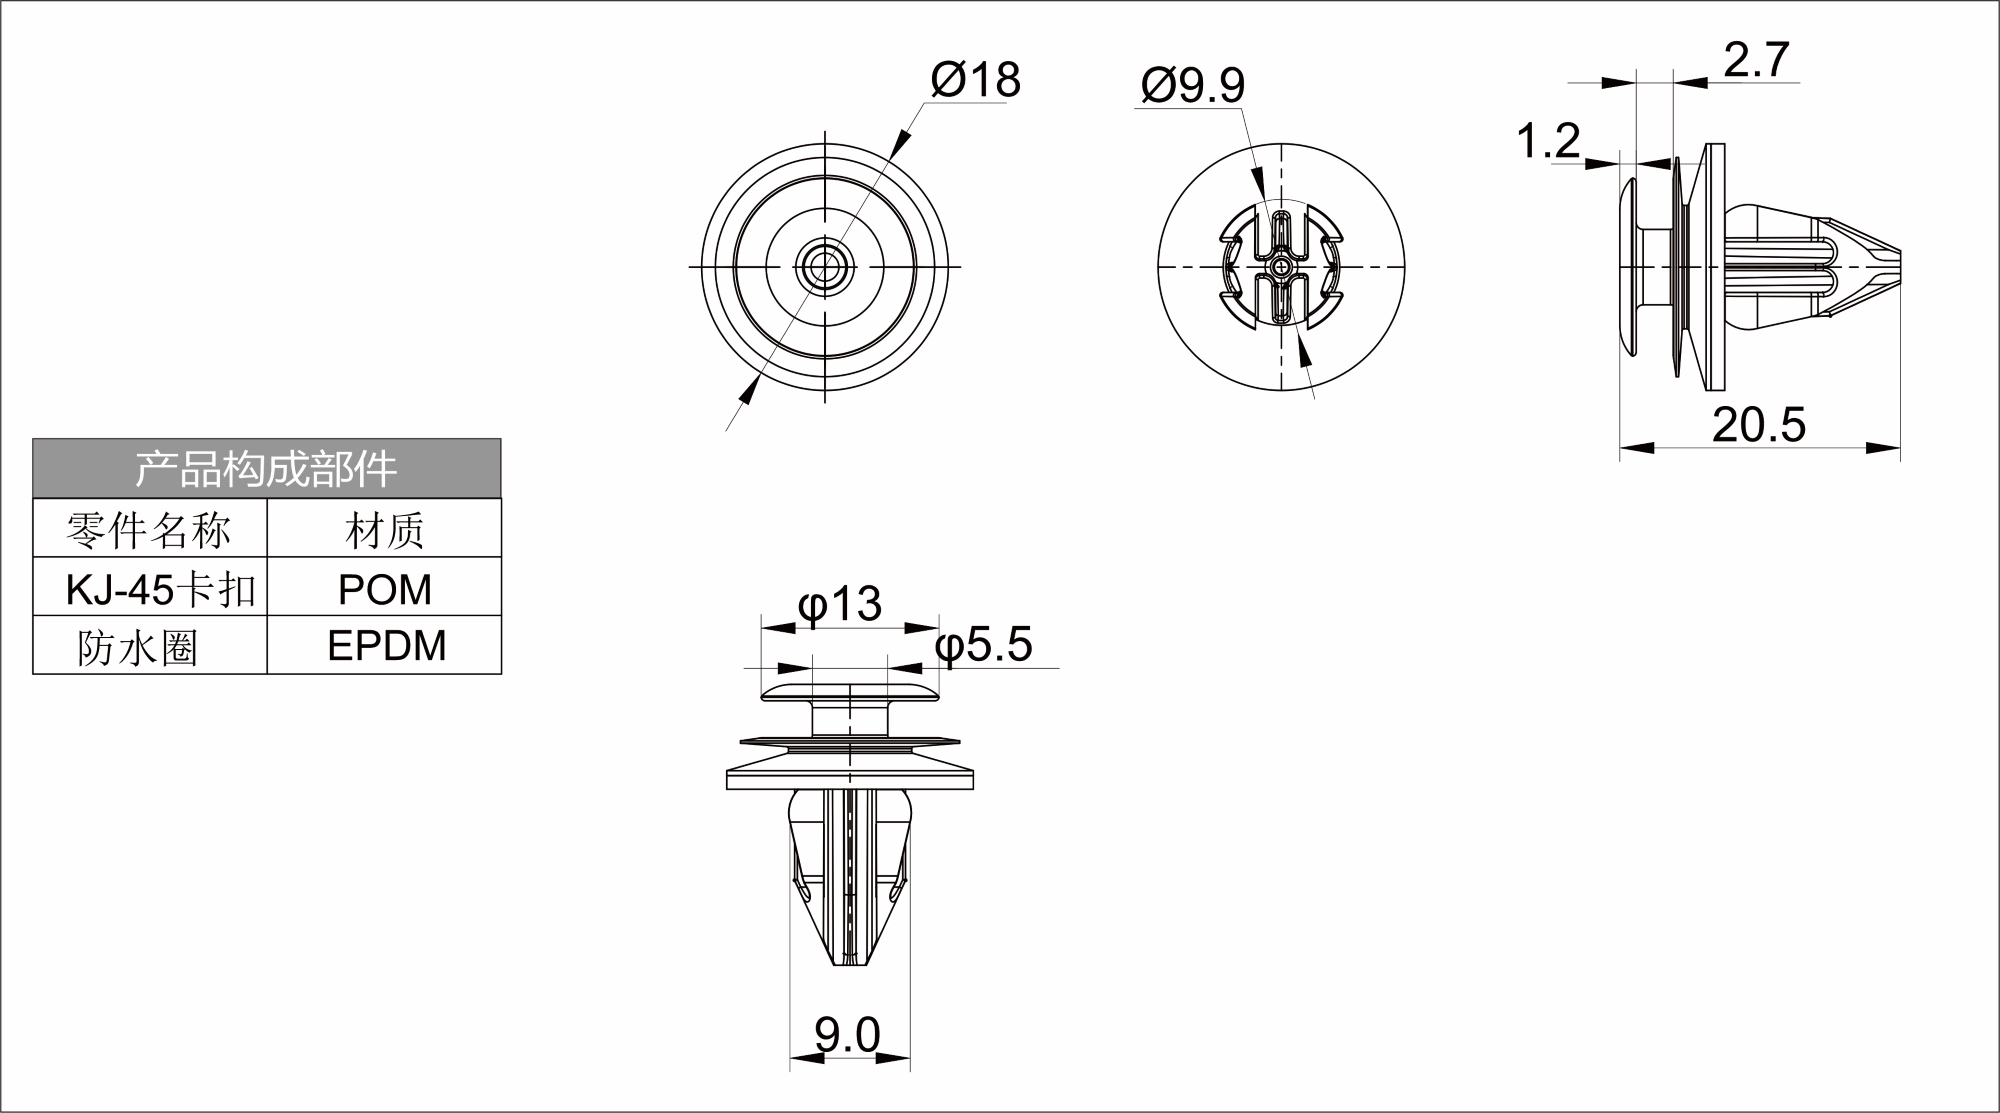 Ø18
Ø9.9
2.7
1.2
20.5
产品构成部件
零件名称 材质
KJ-45卡扣 POM
防水圈 EPDM
φ13
φ5.5
9.0